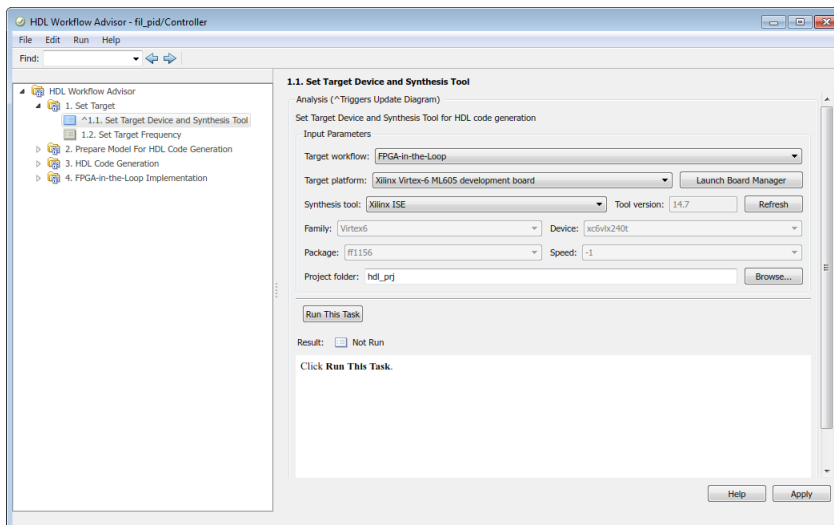 HDL Workflow Advisor - fil_pid/Controller
File Edit Run Help
Find:
HDL Workflow Advisor
1. Set Target
^1.1. Set Target Device and Synthesis Tool
1.2. Set Target Frequency
2. Prepare Model For HDL Code Generation
3. HDL Code Generation
4. FPGA-in-the-Loop Implementation
1.1. Set Target Device and Synthesis Tool
Analysis (^Triggers Update Diagram)
Set Target Device and Synthesis Tool for HDL code generation
Input Parameters
Target workflow: FPGA-in-the-Loop
Target platform: Xilinx Virtex-6 ML605 development board Launch Board Manager
Synthesis tool: Xilinx ISE Tool version: 14.7 Refresh
Family: Virtex6 Device: xc6vlx240t
Package: ff1156 Speed: -1
Project folder: hdl_prj Browse...
Run This Task
Result: Not Run
Click Run This Task.
Help Apply